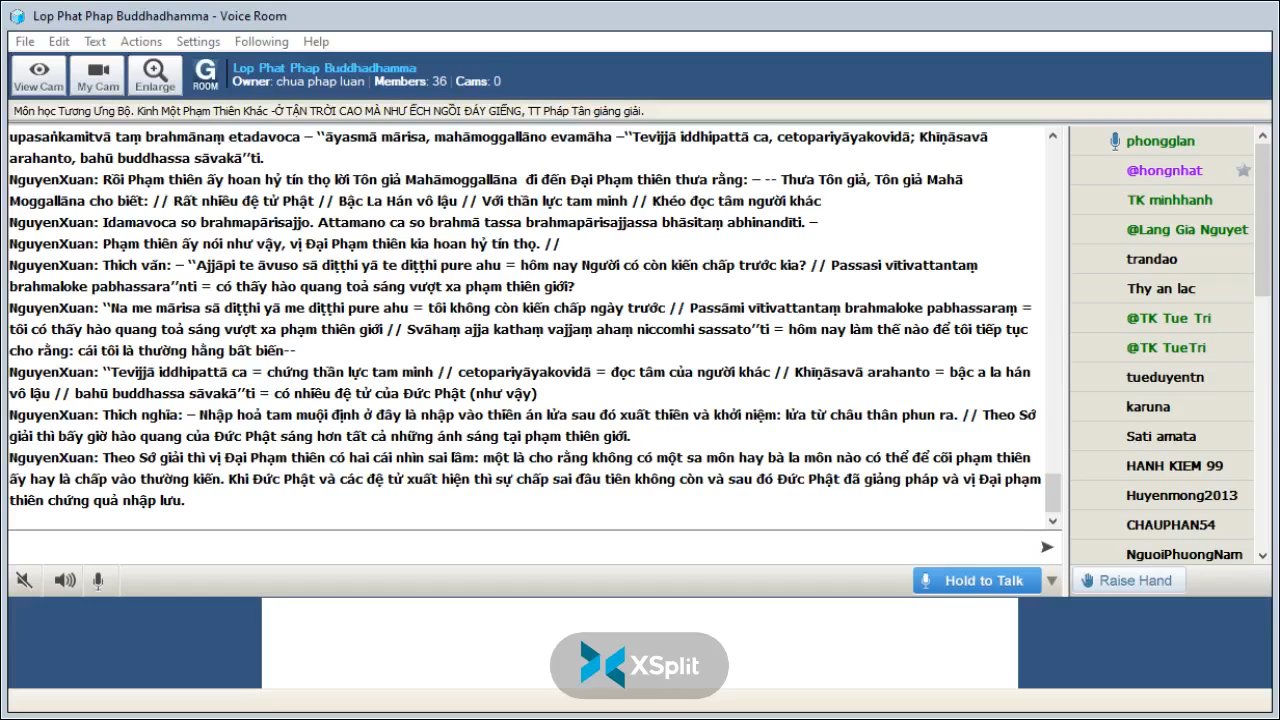 Lop Phat Phap Buddhadhamma - Voice Room
File Edit Text Actions Settings Following Help
View Cam My Cam Enlarge G ROOM
Lop Phat Phap Buddhadhamma
Owner: chua phap luan | Members: 36 | Cams: 0
Môn học Tương Ưng Bộ. Kinh Một Phạm Thiên Khác -Ở TẬN TRỜI CAO MÀ NHƯ ẾCH NGỒI ĐÁY GIẾNG, TT Pháp Tân giảng giải.
upasaṅkamitvā taṃ brahmānaṃ etadavoca – ‘‘āyasmā mārisa, mahāmoggallāno evamāha –‘‘Tevijjā iddhipattā ca, cetopariyāyakovidā; Khīṇāsavā
arahanto, bahū buddhassa sāvakā’’ti.
NguyenXuan: Rồi Phạm thiên ấy hoan hỷ tín thọ lời Tôn giả Mahāmoggallāna đi đến Đại Phạm thiên thưa rằng: – -- Thưa Tôn giả, Tôn giả Mahā
Moggallāna cho biết: // Rất nhiều đệ tử Phật // Bậc La Hán vô lậu // Với thần lực tam minh // Khéo đọc tâm người khác
NguyenXuan: Idamavoca so brahmapārisajjo. Attamano ca so brahmā tassa brahmapārisajjassa bhāsitaṃ abhinandīti. –
NguyenXuan: Phạm thiên ấy nói như vậy, vị Đại Phạm thiên kia hoan hỷ tín thọ. //
NguyenXuan: Thich văn: – ‘‘Ajjāpi te āvuso sā diṭṭhi yā te diṭṭhi pure ahu = hôm nay Người có còn kiến chấp trước kia? // Passasi vītivattantaṃ
brahmaloke pabhassara’’nti = có thấy hào quang toả sáng vượt xa phạm thiên giới?
NguyenXuan: ‘‘Na me mārisa sā diṭṭhi yā me diṭṭhi pure ahu = tôi không còn kiến chấp ngày trước // Passāmi vītivattantaṃ brahmaloke pabhassaraṃ =
tôi có thấy hào quang toả sáng vượt xa phạm thiên giới // Svāhaṃ ajja kathaṃ vajjaṃ ahaṃ niccomhi sassato’’ti = hôm nay làm thế nào để tôi tiếp tục
cho rằng: cái tôi là thường hằng bất biến--
NguyenXuan: ‘‘Tevijjā iddhipattā ca = chứng thần lực tam minh // cetopariyāyakovidā = đọc tâm của người khác // Khīṇāsavā arahanto = bậc a la hán
vô lậu // bahū buddhassa sāvakā’’ti = có nhiều đệ tử của Đức Phật (như vậy)
NguyenXuan: Thich nghĩa: – Nhập hoả tam muội định ở đây là nhập vào thiền án lửa sau đó xuất thiền và khởi niệm: lửa từ châu thân phun ra. // Theo Sớ
giải thì bấy giờ hào quang của Đức Phật sáng hơn tất cả những ánh sáng tại phạm thiên giới.
NguyenXuan: Theo Sớ giải thì vị Đại Phạm thiên có hai cái nhìn sai lầm: một là cho rằng không có một sa môn hay bà la môn nào có thể để cõi phạm thiên
ấy hay là chấp vào thường kiến. Khi Đức Phật và các đệ tử xuất hiện thì sự chấp sai đầu tiên không còn và sau đó Đức Phật đã giảng pháp và vị Đại phạm
thiên chứng quả nhập lưu.
phongglan
@hongnhat
TK minhhanh
@Lang Gia Nguyet
trandao
Thy an lac
@TK Tue Tri
@TK TueTri
tueduyentn
karuna
Sati amata
HANH KIEM 99
Huyenmong2013
CHAUPHAN54
NguoiPhuongNam
Hold to Talk
Raise Hand
XSplit